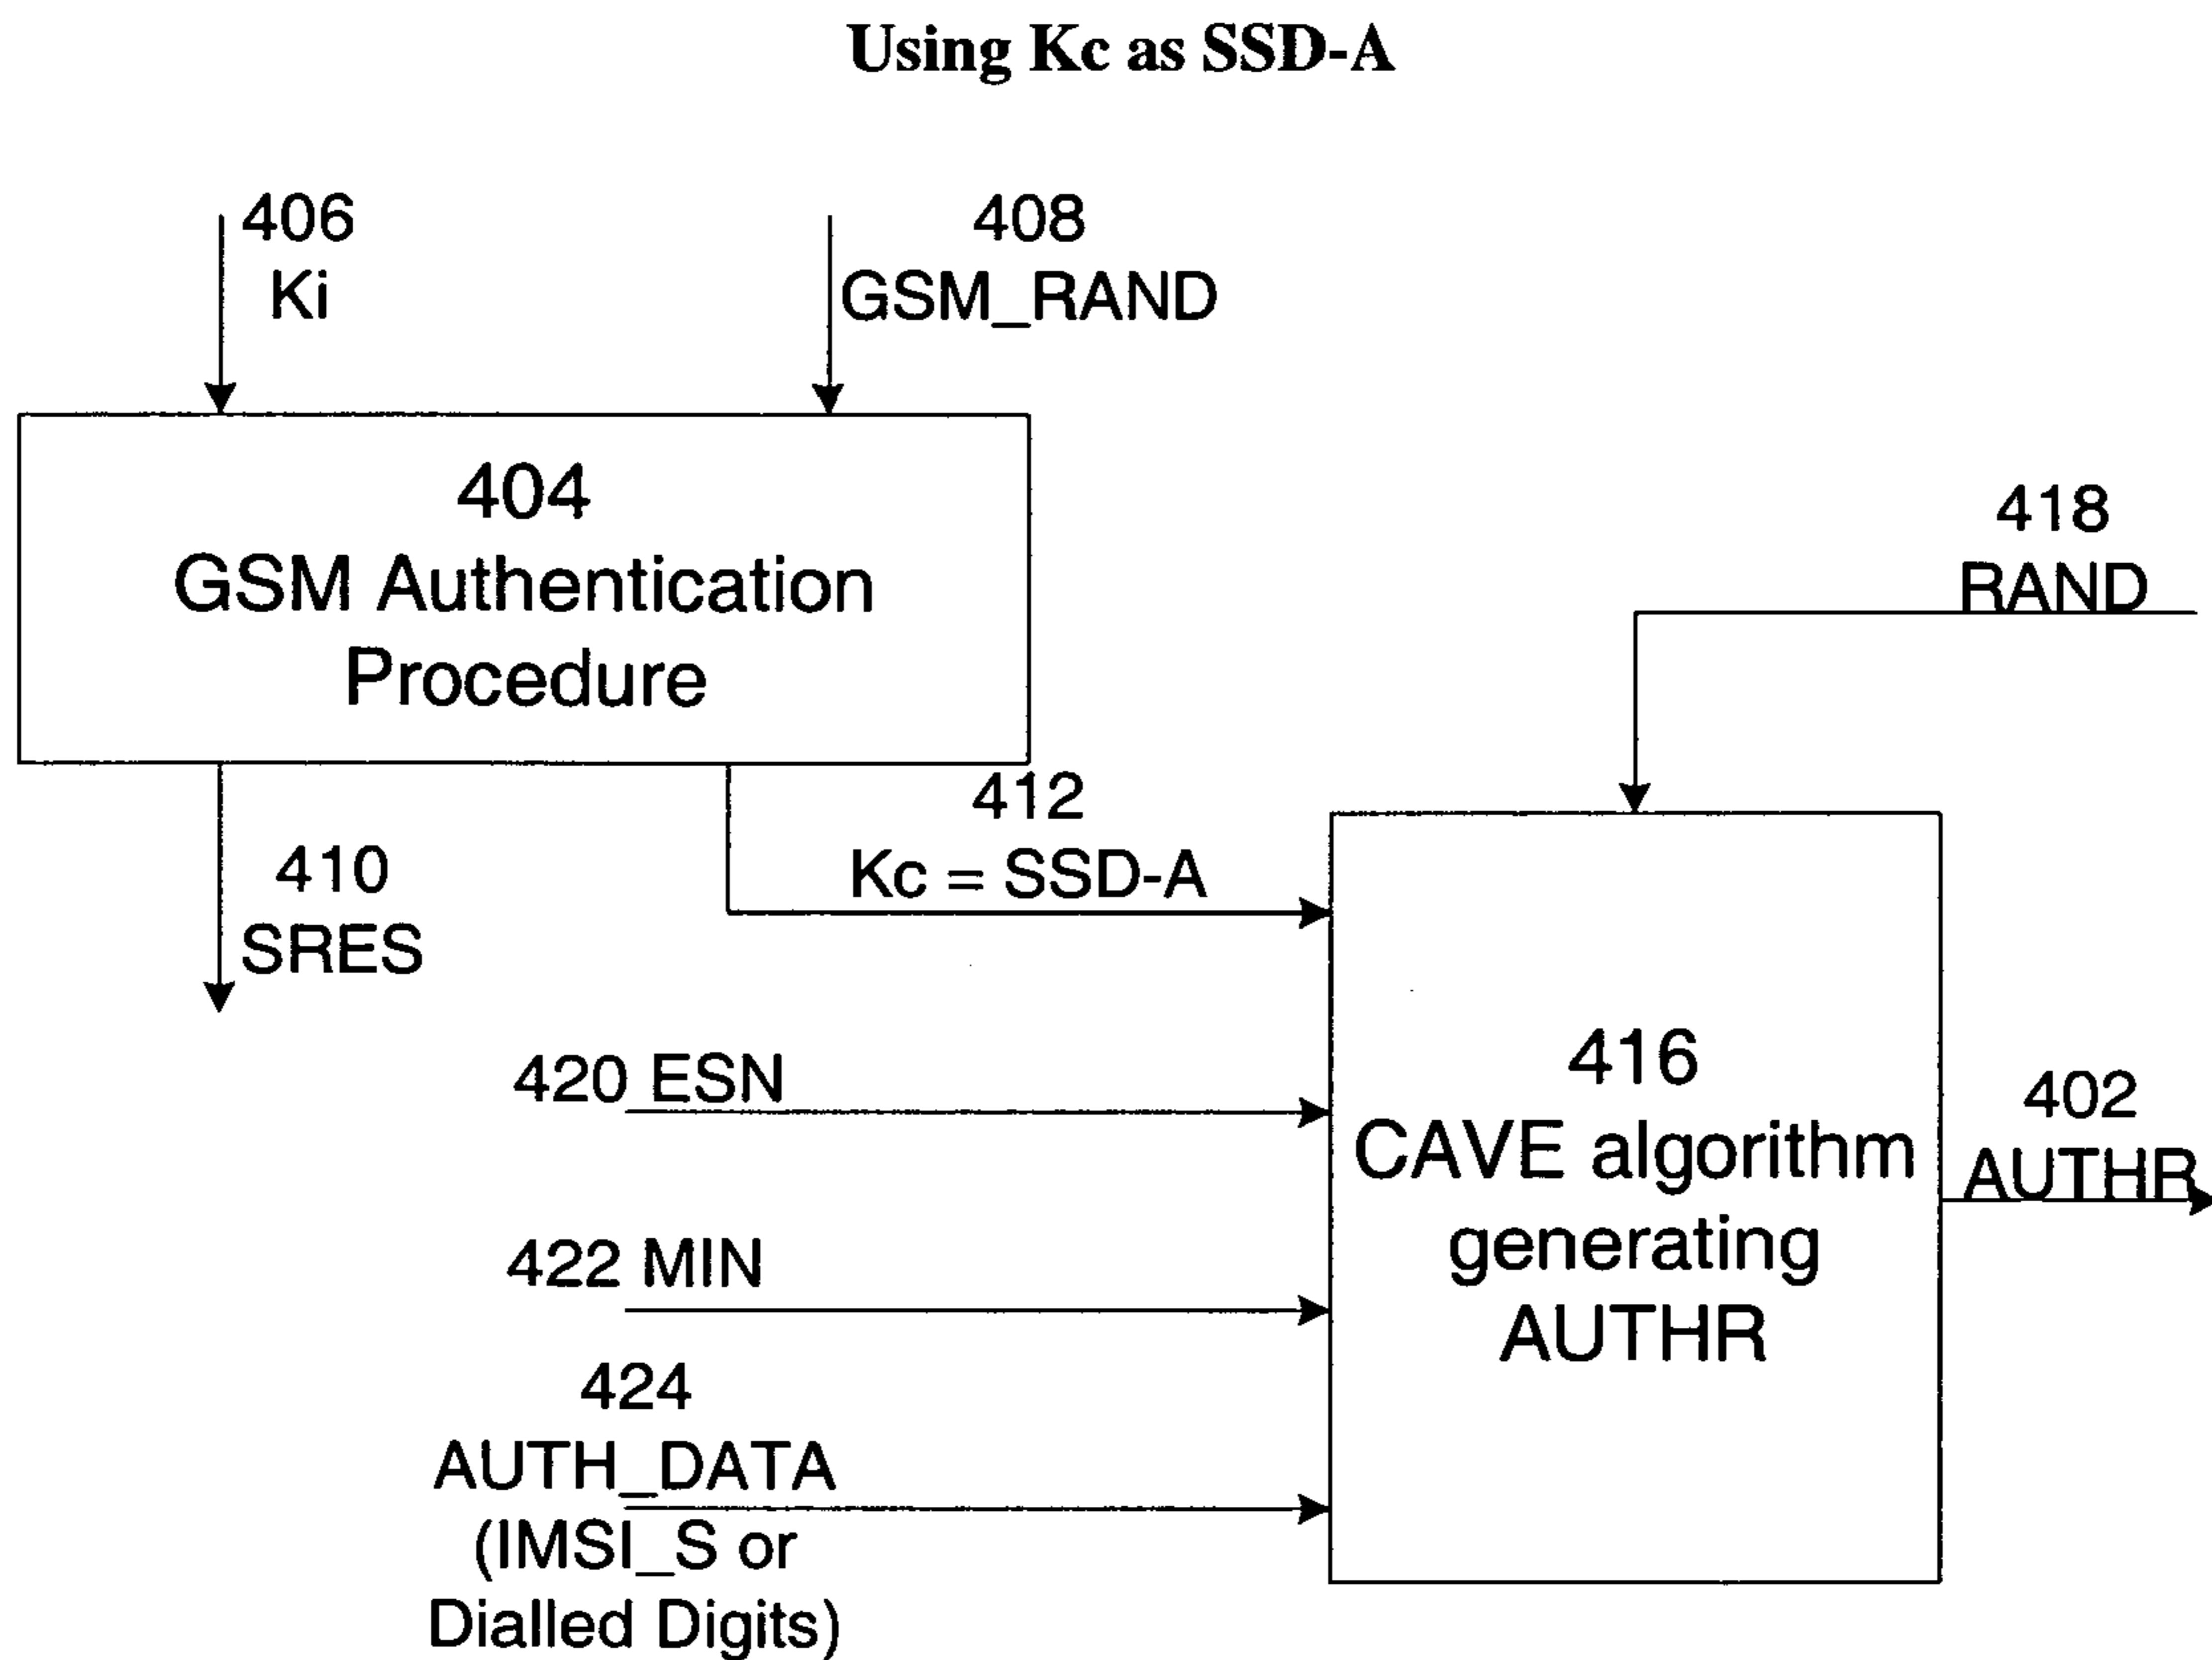 Using Kc as SSD-A
406
Ki
408
GSM_RAND
404
GSM Authentication
Procedure
418
RAND
412
Kc = SSD-A
410
SRES
420 ESN
416
CAVE algorithm
generating
AUTHR
402
AUTHR
422 MIN
424
AUTH_DATA
(IMSI_S or
Dialled Digits)